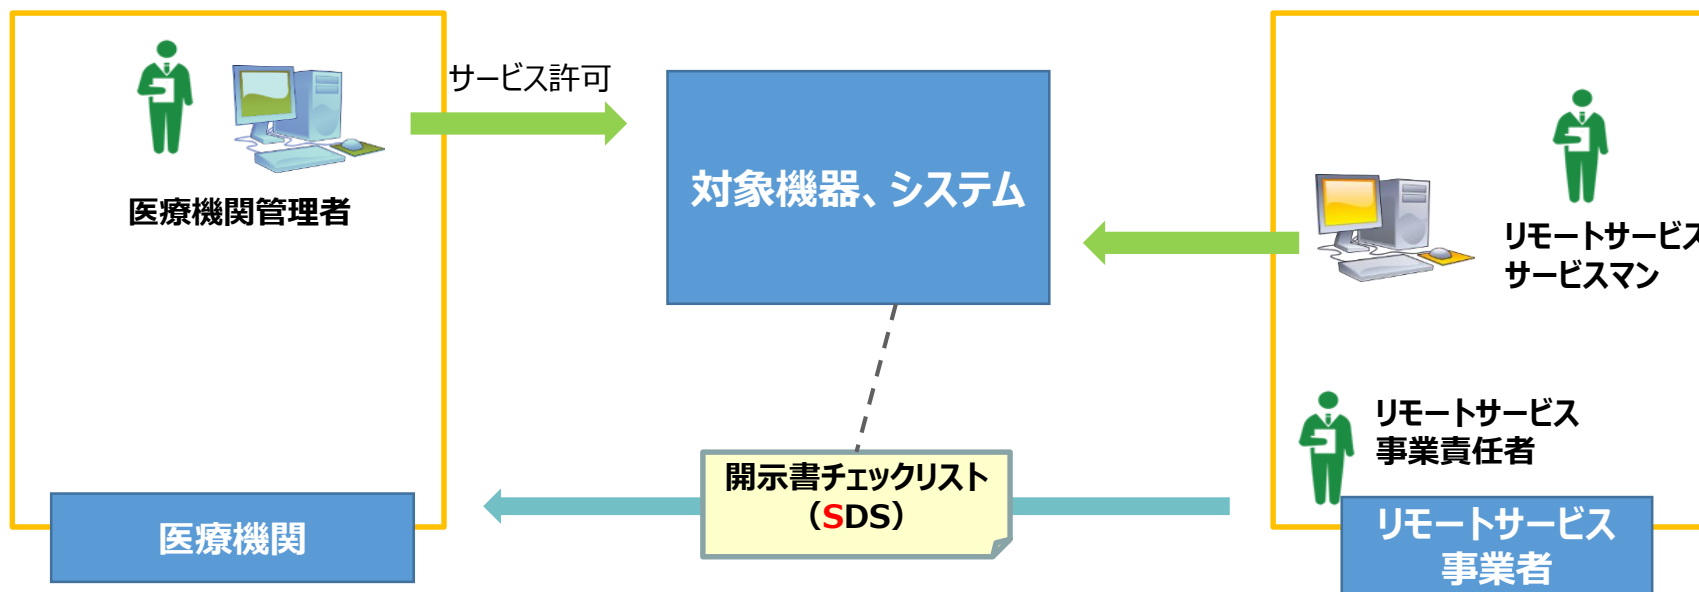 サービス許可
医療機関管理者
対象機器、システム
リモートサービス
サービスマン
開示書チェックリスト
（SDS）
リモートサービス
事業責任者
医療機関
リモートサービス
事業者